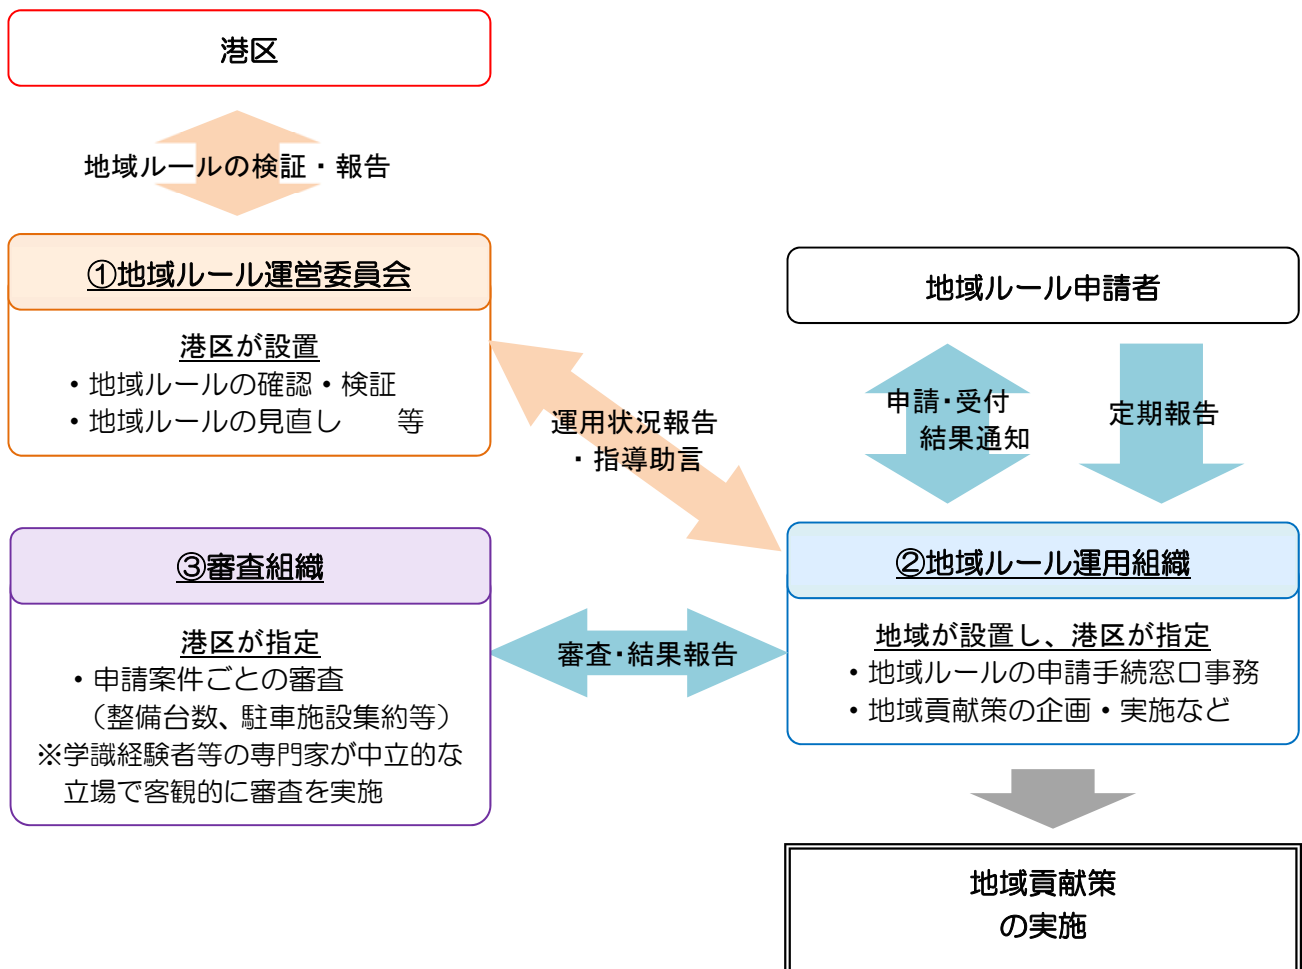 港区
地域ルールの検証・報告
①地域ルール運営委員会
港区が設置
・地域ルールの確認・検証
・地域ルールの見直し　　等
運用状況報告
・指導助言
地域ルール申請者
申請・受付
結果通知
定期報告
③審査組織
港区が指定
・申請案件ごとの審査
（整備台数、駐車施設集約等）
※学識経験者等の専門家が中立的な
立場で客観的に審査を実施
審査・結果報告
②地域ルール運用組織
地域が設置し、港区が指定
・地域ルールの申請手続窓口事務
・地域貢献策の企画・実施など
地域貢献策
の実施